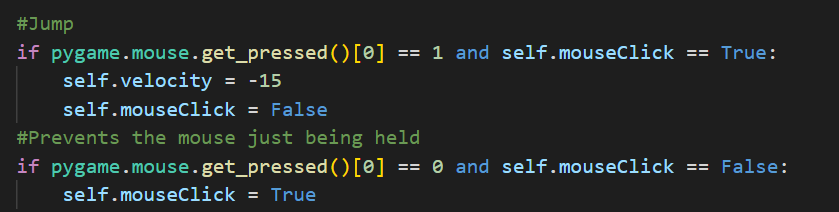 #Jump
if pygame.mouse.get_pressed()[0] == 1 and self.mouseClick == True:
    self.velocity = -15
    self.mouseClick = False
#Prevents the mouse just being held
if pygame.mouse.get_pressed()[0] == 0 and self.mouseClick == False:
    self.mouseClick = True